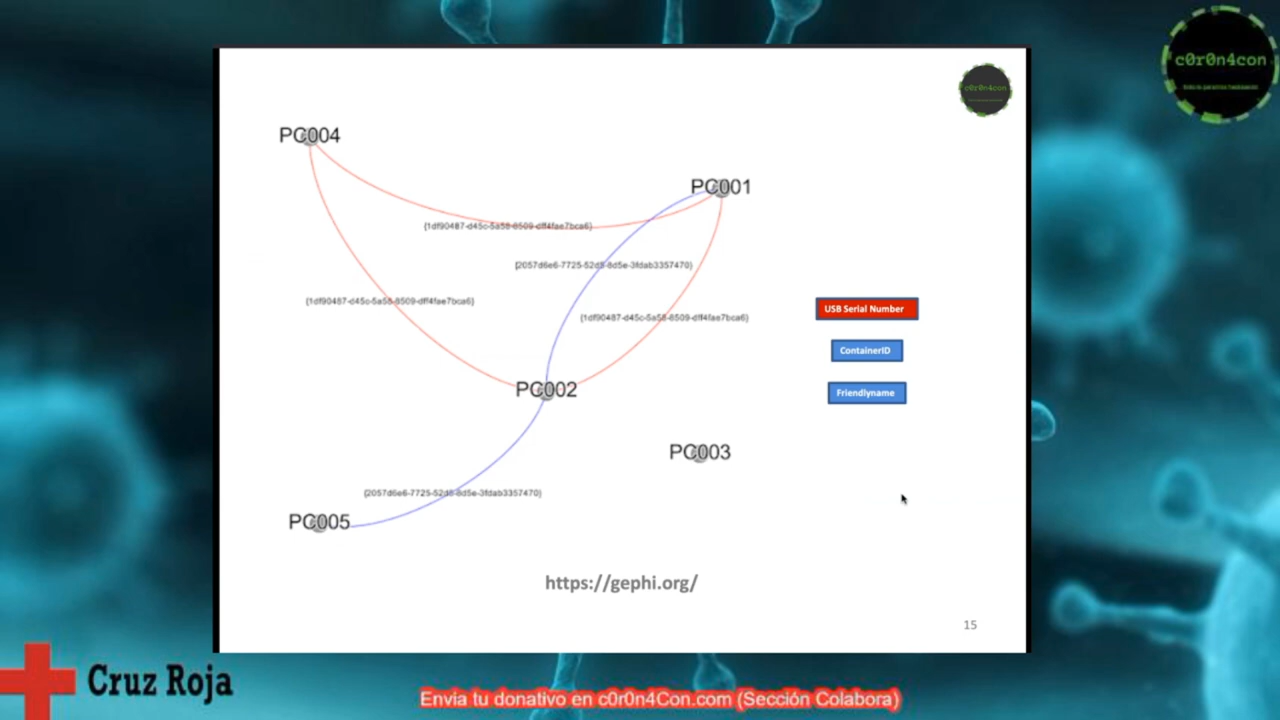 c0r0n4con
c0r0n4con
PC004
PC001
{1df90487-d45c-5a58-8509-dff4fae7bca6}
{2057d6e6-7725-52d8-8d5e-3fdab3357470}
{1df90487-d45c-5a58-8509-dff4fae7bca6}
{1df90487-d45c-5a58-8509-dff4fae7bca6}
USB Serial Number
ContainerID
Friendlyname
PC002
PC003
{2057d6e6-7725-52d8-8d5e-3fdab3357470}
PC005
https://gephi.org/
15
Cruz Roja
Envia tu donativo en c0r0n4Con.com (Sección Colabora)